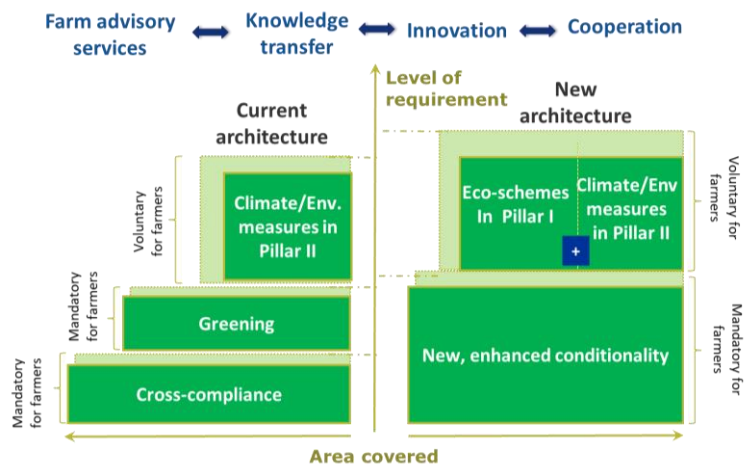 Farm advisory
services
Knowledge
transfer
Innovation
Cooperation
Level of
requirement
Current
architecture
New
architecture
Voluntary
for farmers
Climate/Env.
measures in
Pillar II
Mandatory
for farmers
Greening
Mandatory
for farmers
Cross-compliance
Eco-schemes
In Pillar I
Climate/Env
measures
in Pillar II
+
Voluntary for
farmers
New, enhanced conditionality
Mandatory for
farmers
Area covered